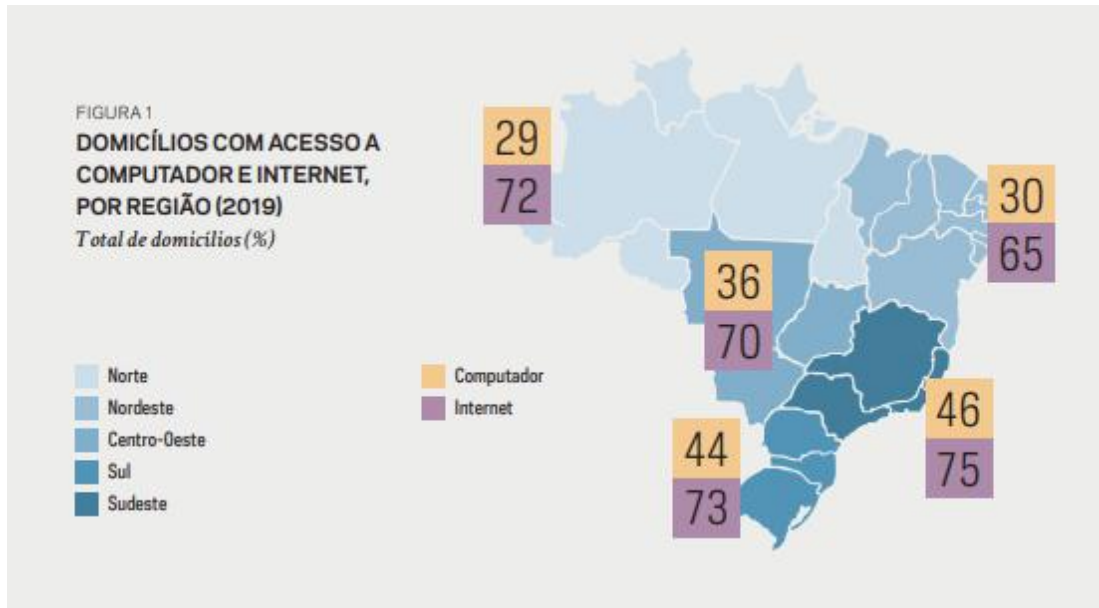 FIGURA 1
DOMICÍLIOS COM ACESSO A
COMPUTADOR E INTERNET,
POR REGIÃO (2019)
Total de domicílios (%)
29
72
30
65
36
70
46
75
44
73
Norte
Nordeste
Centro-Oeste
Sul
Sudeste
Computador
Internet